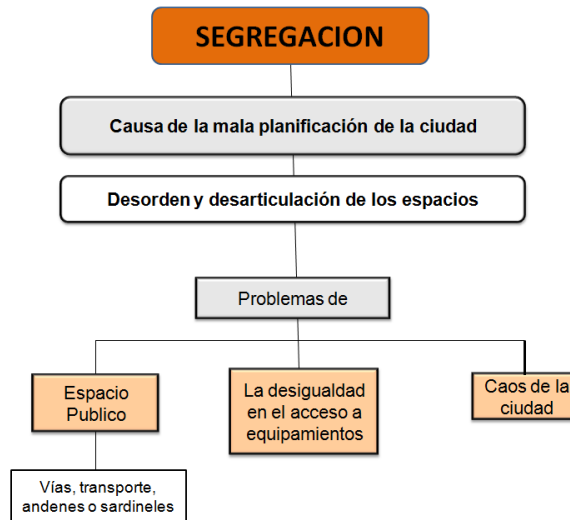 SEGREGACION
Causa de la mala planificación de la ciudad
Desorden y desarticulación de los espacios
Problemas de
Espacio
Publico
La desigualdad
en el acceso a
equipamientos
Caos de la
ciudad
Vías, transporte,
andenes o sardineles